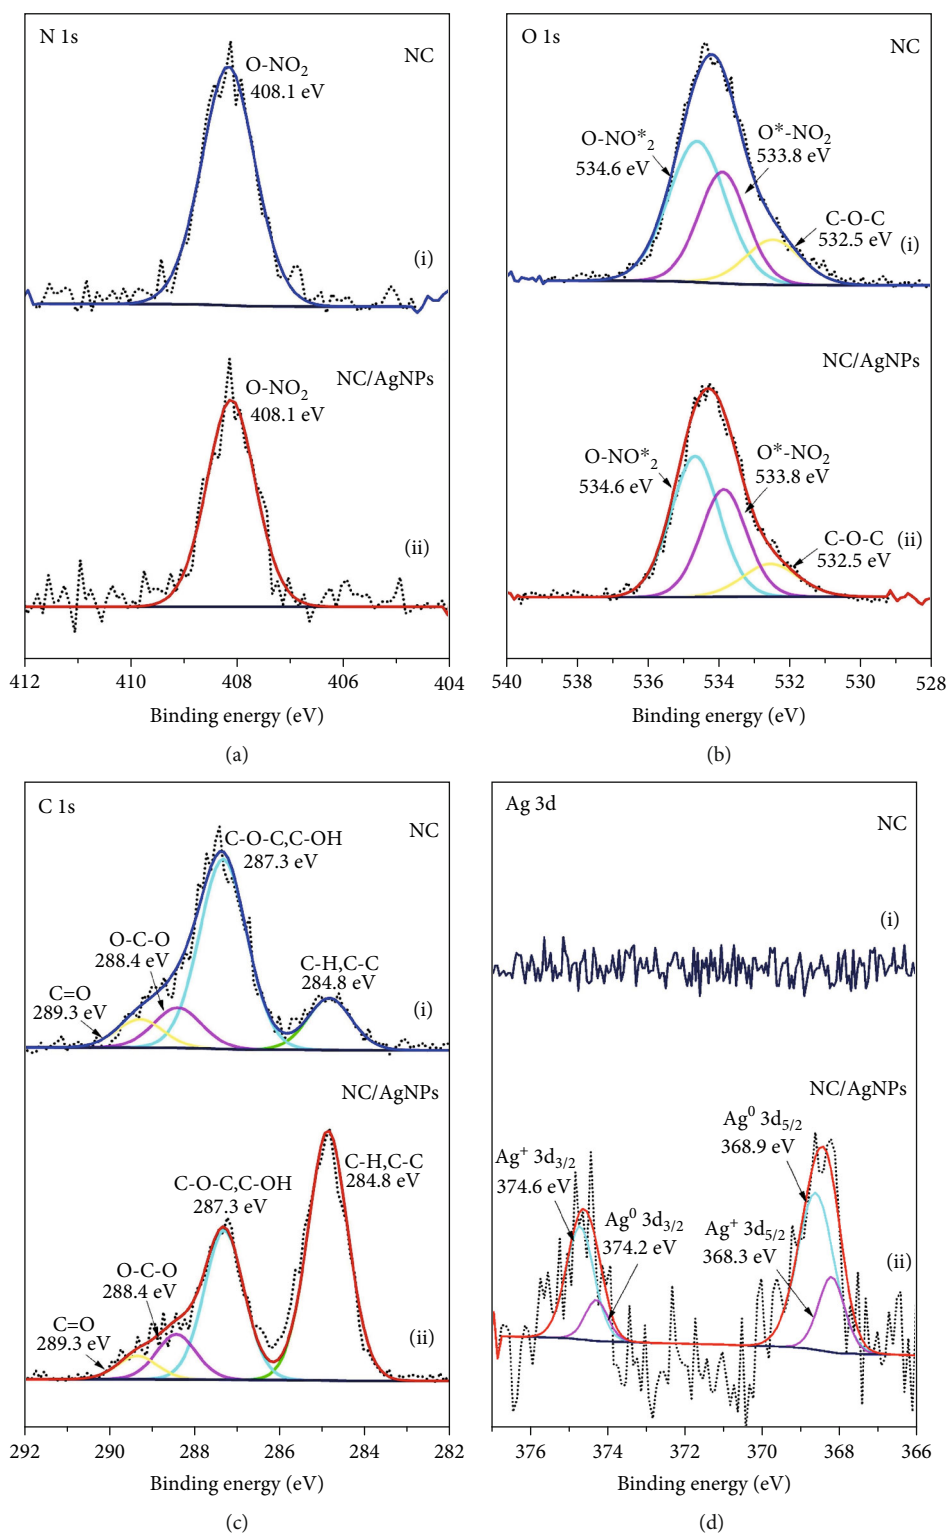 N 1s
NC
O-NO₂
408.1 eV
(i)
NC/AgNPs
O-NO₂
408.1 eV
(ii)
412 410 408 406 404
Binding energy (eV)
(a)
O 1s
NC
O-NO*₂
534.6 eV
O*-NO₂
533.8 eV
C-O-C
532.5 eV
(i)
NC/AgNPs
O-NO*₂
534.6 eV
O*-NO₂
533.8 eV
C-O-C
532.5 eV
(ii)
540 538 536 534 532 530 528
Binding energy (eV)
(b)
C 1s
NC
C-O-C,C-OH
287.3 eV
O-C-O
288.4 eV
C=O
289.3 eV
C-H,C-C
284.8 eV
(i)
NC/AgNPs
C-H,C-C
284.8 eV
C-O-C,C-OH
287.3 eV
O-C-O
288.4 eV
C=O
289.3 eV
(ii)
292 290 288 286 284 282
Binding energy (eV)
(c)
Ag 3d
NC
(i)
NC/AgNPs
Ag⁰ 3d₅/₂
368.9 eV
Ag⁺ 3d₃/₂
374.6 eV
Ag⁰ 3d₃/₂
374.2 eV
Ag⁺ 3d₅/₂
368.3 eV
(ii)
376 374 372 370 368 366
Binding energy (eV)
(d)